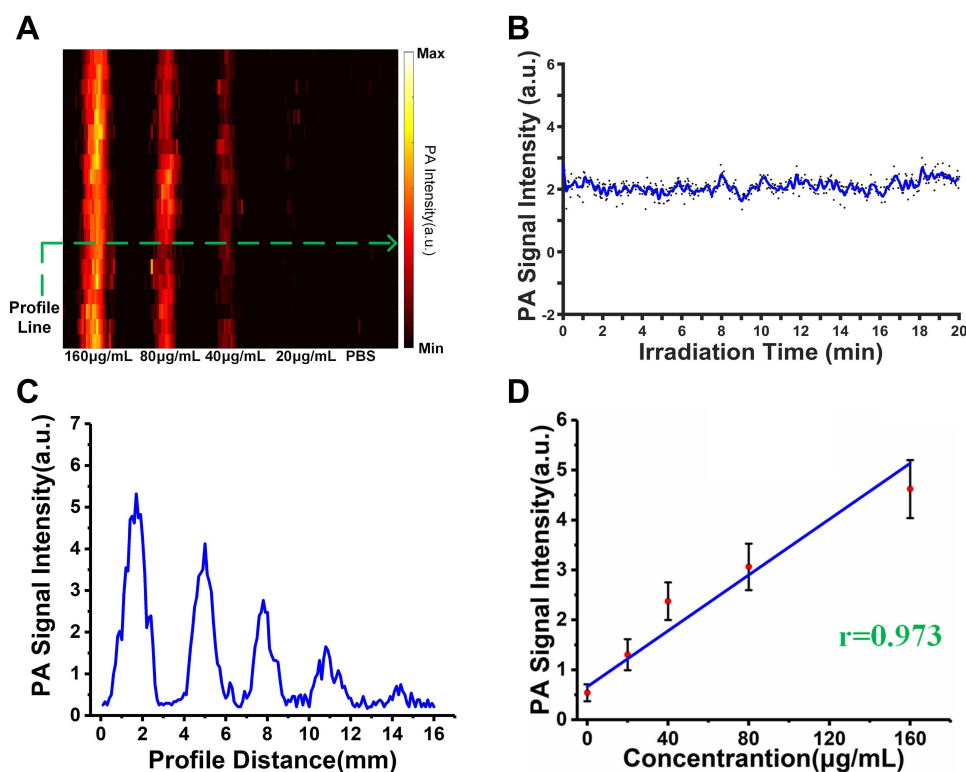 A
Max
PA Intensity(a.u.)
Min
Profile
Line
160µg/mL 80µg/mL 40µg/mL 20µg/mL PBS
B
PA Signal Intensity (a.u.)
6
4
2
0
-2
0 2 4 6 8 10 12 14 16 18 20
Irradiation Time (min)
C
PA Signal Intensity(a.u.)
7
6
5
4
3
2
1
0
0 2 4 6 8 10 12 14 16
Profile Distance(mm)
D
PA Signal Intensity(a.u.)
6
5
4
3
2
1
0
r=0.973
0 40 80 120 160
Concentrantion(µg/mL)